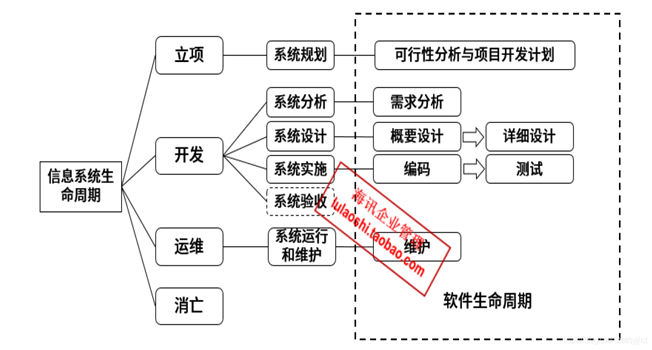 立项
系统规划
可行性分析与项目开发计划
系统分析
需求分析
开发
系统设计
概要设计
详细设计
系统实施
编码
测试
信息系统生
命周期
系统验收
海讯企业管理
lulaoshi.taobao.com
运维
系统运行
和维护
维护
消亡
软件生命周期